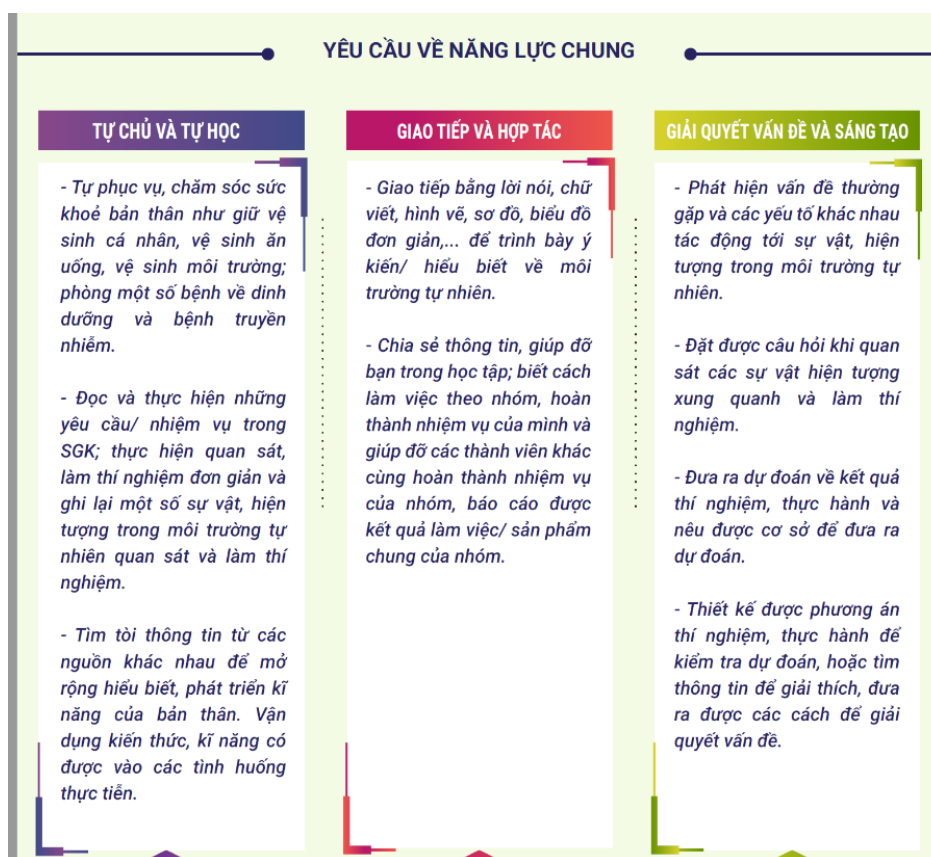 YÊU CẦU VỀ NĂNG LỰC CHUNG
TỰ CHỦ VÀ TỰ HỌC
- Tự phục vụ, chăm sóc sức
khoẻ bản thân như giữ vệ
sinh cá nhân, vệ sinh ăn
uống, vệ sinh môi trường;
phòng một số bệnh về dinh
dưỡng và bệnh truyền
nhiễm.
- Đọc và thực hiện những
yêu cầu/ nhiệm vụ trong
SGK; thực hiện quan sát,
làm thí nghiệm đơn giản và
ghi lại một số sự vật, hiện
tượng trong môi trường tự
nhiên quan sát và làm thí
nghiệm.
- Tìm tòi thông tin từ các
nguồn khác nhau để mở
rộng hiểu biết, phát triển kĩ
năng của bản thân. Vận
dụng kiến thức, kĩ năng có
được vào các tình huống
thực tiễn.
GIAO TIẾP VÀ HỢP TÁC
- Giao tiếp bằng lời nói, chữ
viết, hình vẽ, sơ đồ, biểu đồ
đơn giản,... để trình bày ý
kiến/ hiểu biết về môi
trường tự nhiên.
- Chia sẻ thông tin, giúp đỡ
bạn trong học tập; biết cách
làm việc theo nhóm, hoàn
thành nhiệm vụ của mình và
giúp đỡ các thành viên khác
cùng hoàn thành nhiệm vụ
của nhóm, báo cáo được
kết quả làm việc/ sản phẩm
chung của nhóm.
GIẢI QUYẾT VẤN ĐỀ VÀ SÁNG TẠO
- Phát hiện vấn đề thường
gặp và các yếu tố khác nhau
tác động tới sự vật, hiện
tượng trong môi trường tự
nhiên.
- Đặt được câu hỏi khi quan
sát các sự vật hiện tượng
xung quanh và làm thí
nghiệm.
- Đưa ra dự đoán về kết quả
thí nghiệm, thực hành và
nêu được cơ sở để đưa ra
dự đoán.
- Thiết kế được phương án
thí nghiệm, thực hành để
kiểm tra dự đoán, hoặc tìm
thông tin để giải thích, đưa
ra được các cách để giải
quyết vấn đề.